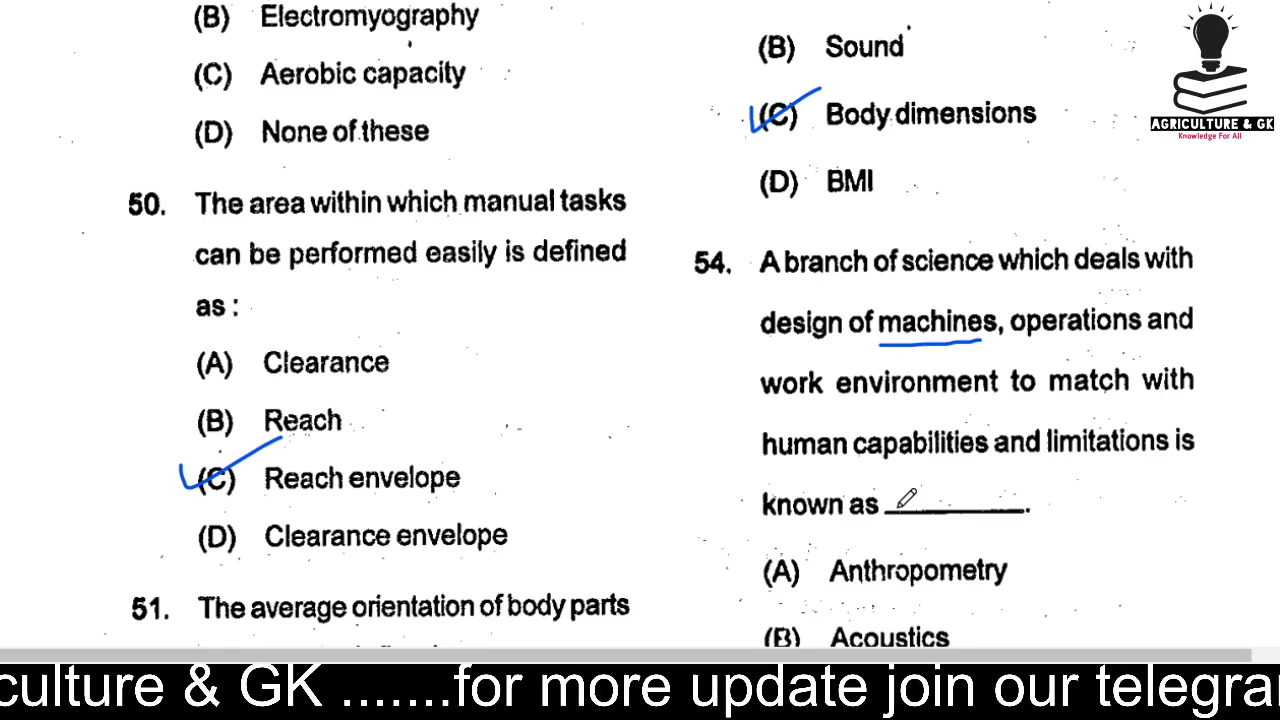 (B) Electromyography
(C) Aerobic capacity
(D) None of these
50. The area within which manual tasks
can be performed easily is defined
as :
(A) Clearance
(B) Reach
(C) Reach envelope
(D) Clearance envelope
51. The average orientation of body parts
(B) Sound
(C) Body dimensions
(D) BMI
54. A branch of science which deals with
design of machines, operations and
work environment to match with
human capabilities and limitations is
known as __________.
(A) Anthropometry
(B) Acoustics
AGRICULTURE & GK
Knowledge For All
culture & GK .......for more update join our telegra